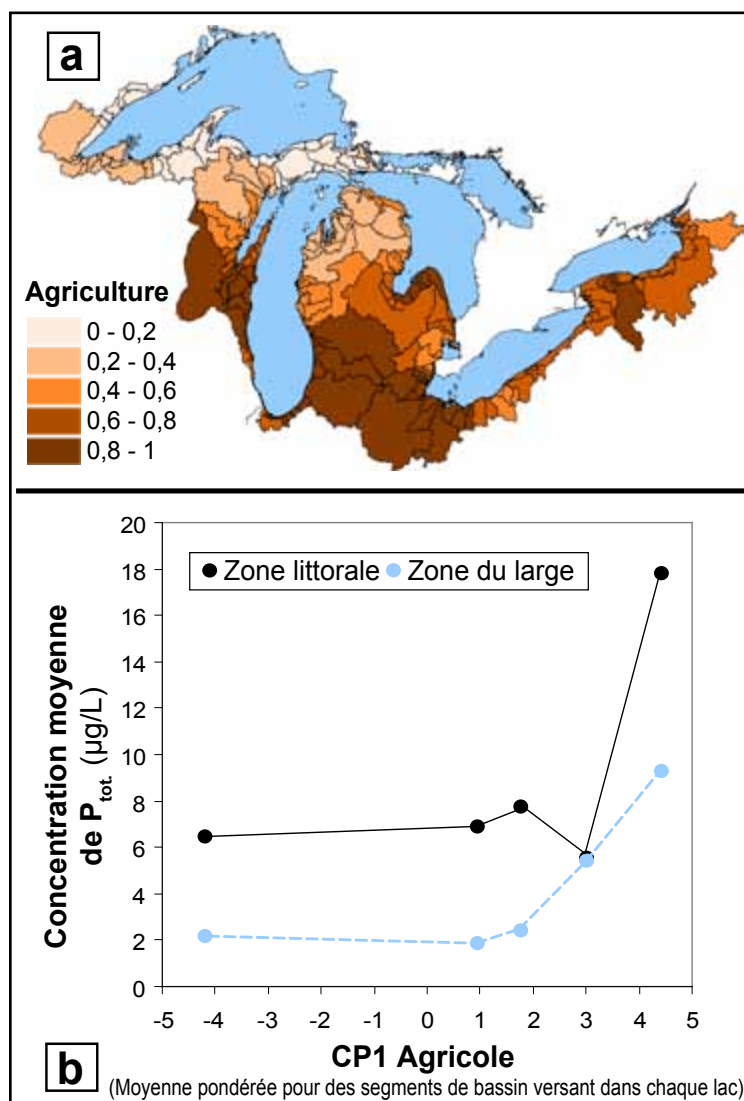 a
Agriculture
0 - 0,2
0,2 - 0,4
0,4 - 0,6
0,6 - 0,8
0,8 - 1
Concentration moyenne
de P tot. (µg/L)
20
18
16
14
12
10
8
6
4
2
0
Zone littorale Zone du large
-5 -4 -3 -2 -1 0 1 2 3 4 5
CP1 Agricole
b
(Moyenne pondérée pour des segments de bassin versant dans chaque lac)